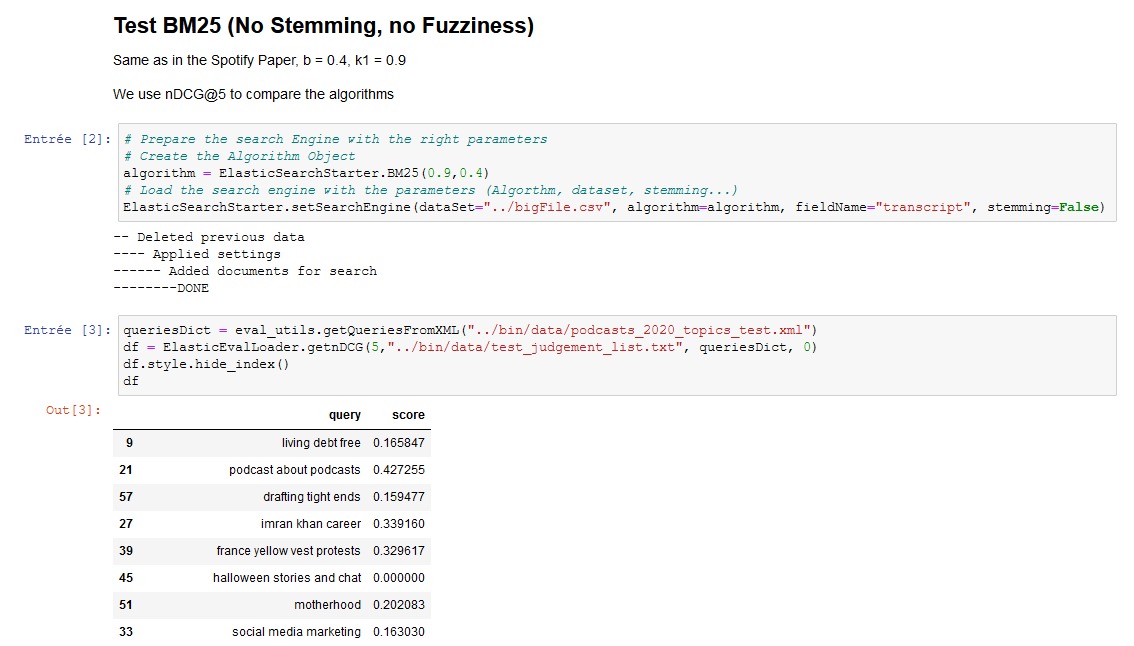 Test BM25 (No Stemming, no Fuzziness)
Same as in the Spotify Paper, b = 0.4, k1 = 0.9
We use nDCG@5 to compare the algorithms
Entrée [2]: # Prepare the search Engine with the right parameters
# Create the Algorithm Object
algorithm = ElasticSearchStarter.BM25(0.9,0.4)
# Load the search engine with the parameters (Algorthm, dataset, stemming...)
ElasticSearchStarter.setSearchEngine(dataSet="../bigFile.csv", algorithm=algorithm, fieldName="transcript", stemming=False)
-- Deleted previous data
---- Applied settings
------ Added documents for search
--------DONE
Entrée [3]: queriesDict = eval_utils.getQueriesFromXML("../bin/data/podcasts_2020_topics_test.xml")
df = ElasticEvalLoader.getnDCG(5,"../bin/data/test_judgement_list.txt", queriesDict, 0)
df.style.hide_index()
df
Out[3]:
query score
9 living debt free 0.165847
21 podcast about podcasts 0.427255
57 drafting tight ends 0.159477
27 imran khan career 0.339160
39 france yellow vest protests 0.329617
45 halloween stories and chat 0.000000
51 motherhood 0.202083
33 social media marketing 0.163030